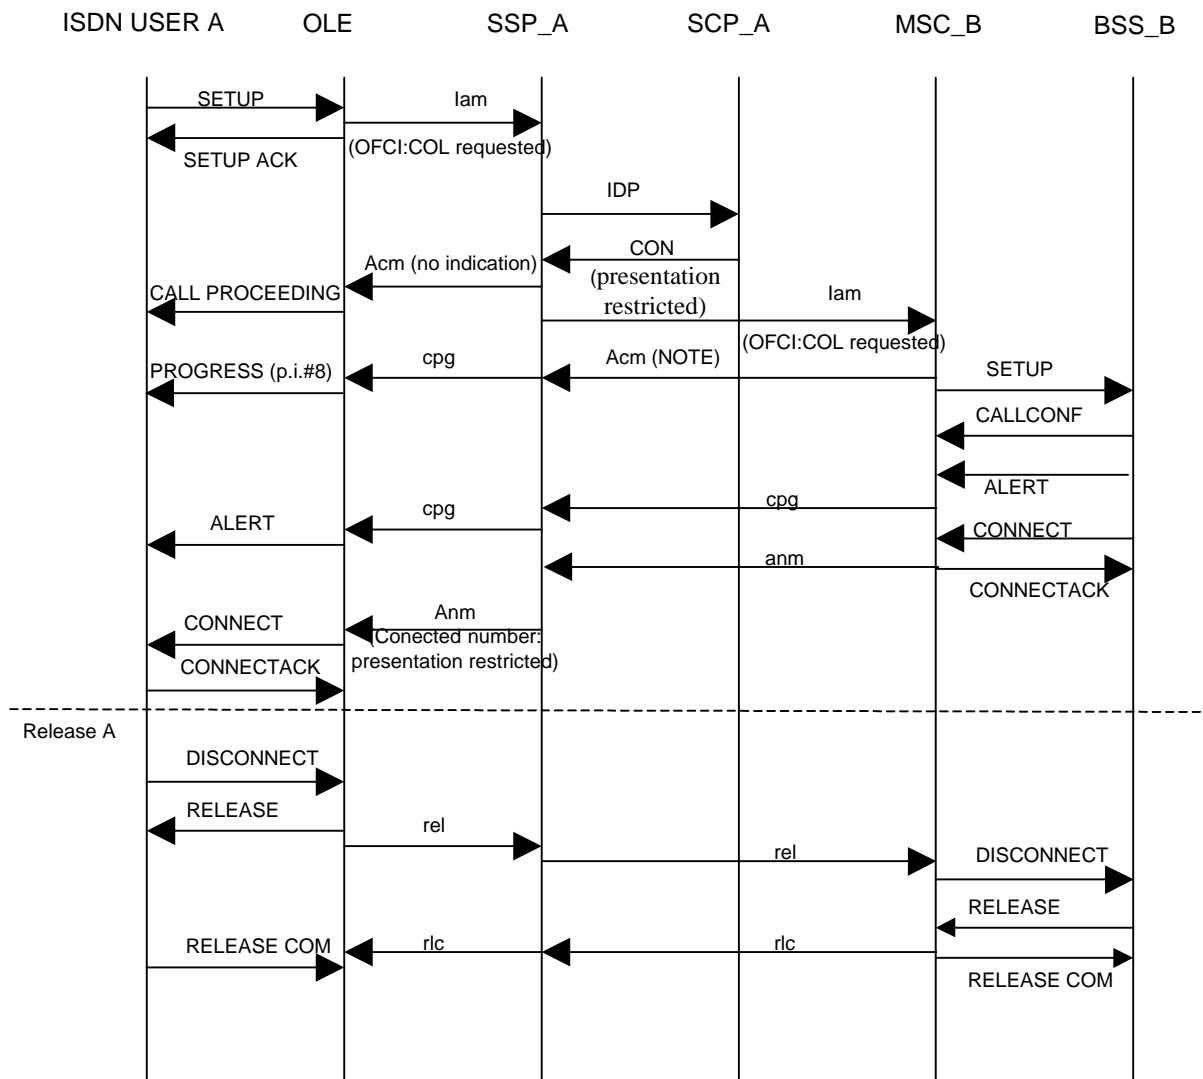 ISDN USER A OLE SSP_A SCP_A MSC_B BSS_B
SETUP Iam
SETUP ACK (OFCI:COL requested)
IDP
CON
Acm (no indication) (presentation
CALL PROCEEDING restricted) Iam
(OFCI:COL requested)
PROGRESS (p.i.#8) cpg Acm (NOTE) SETUP
CALLCONF
ALERT
ALERT cpg cpg
CONNECT
anm
CONNECTACK
CONNECT Anm
(Conected number:
CONNECTACK presentation restricted)
Release A
DISCONNECT
RELEASE rel
rel DISCONNECT
RELEASE
RELEASE COM rlc rlc
RELEASE COM